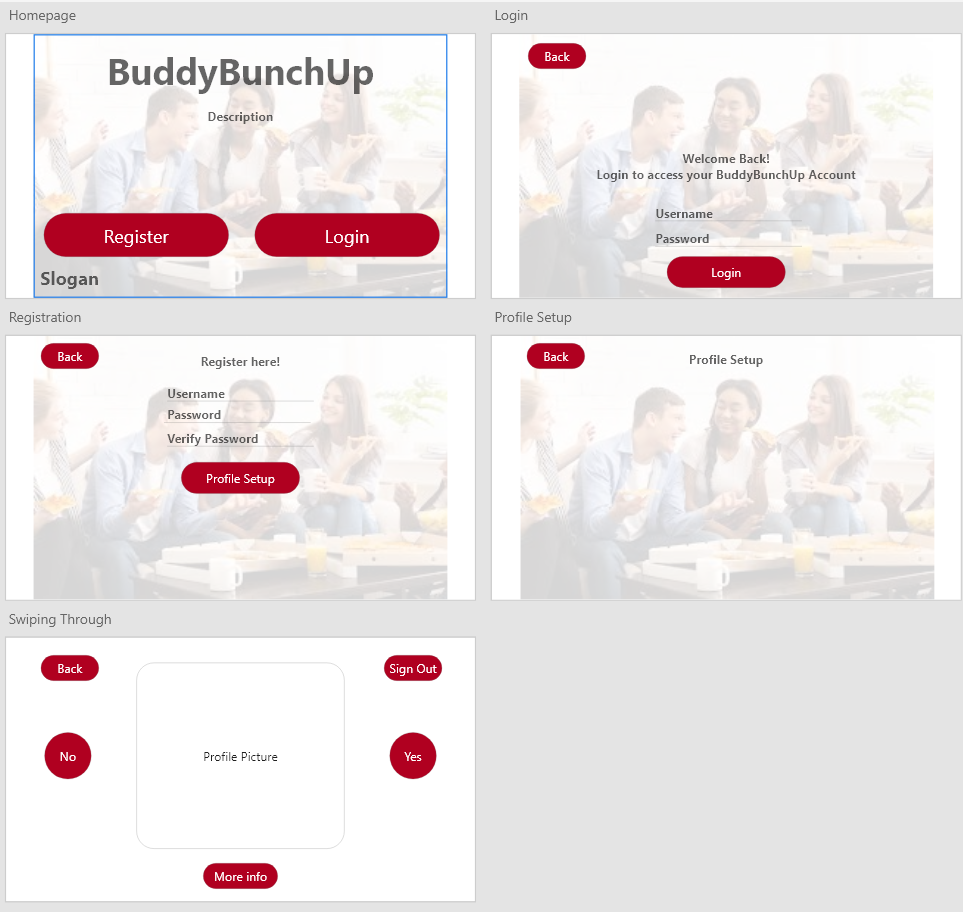 Homepage
BuddyBunchUp
Description
Register
Login
Slogan
Login
Back
Welcome Back!
Login to access your BuddyBunchUp Account
Username
Password
Login
Registration
Back
Register here!
Username
Password
Verify Password
Profile Setup
Profile Setup
Back
Profile Setup
Swiping Through
Back
Sign Out
No
Profile Picture
Yes
More info